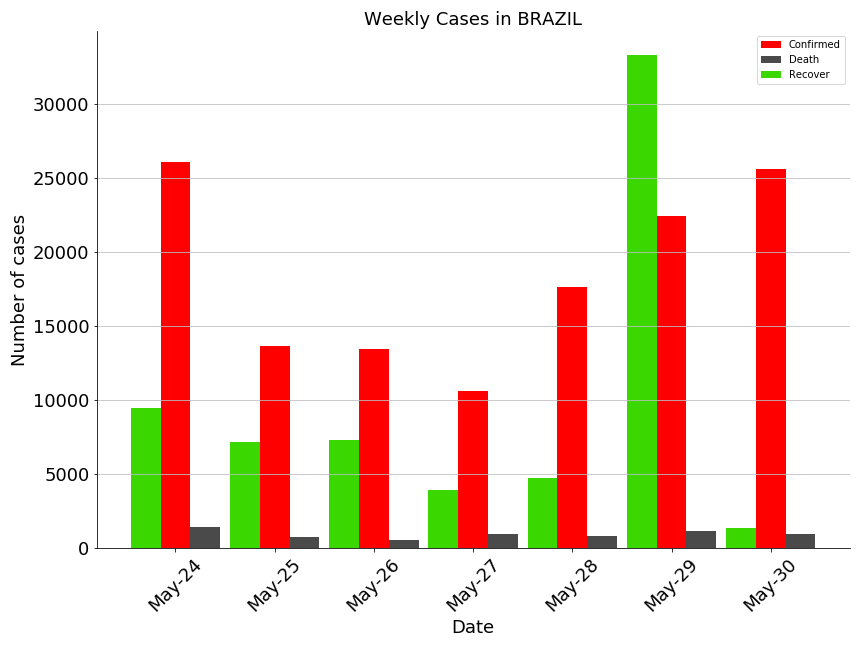 Weekly Cases in BRAZIL
Confirmed
Death
Recover
Number of cases
30000
25000
20000
15000
10000
5000
0
May-24
May-25
May-26
May-27
May-28
May-29
May-30
Date